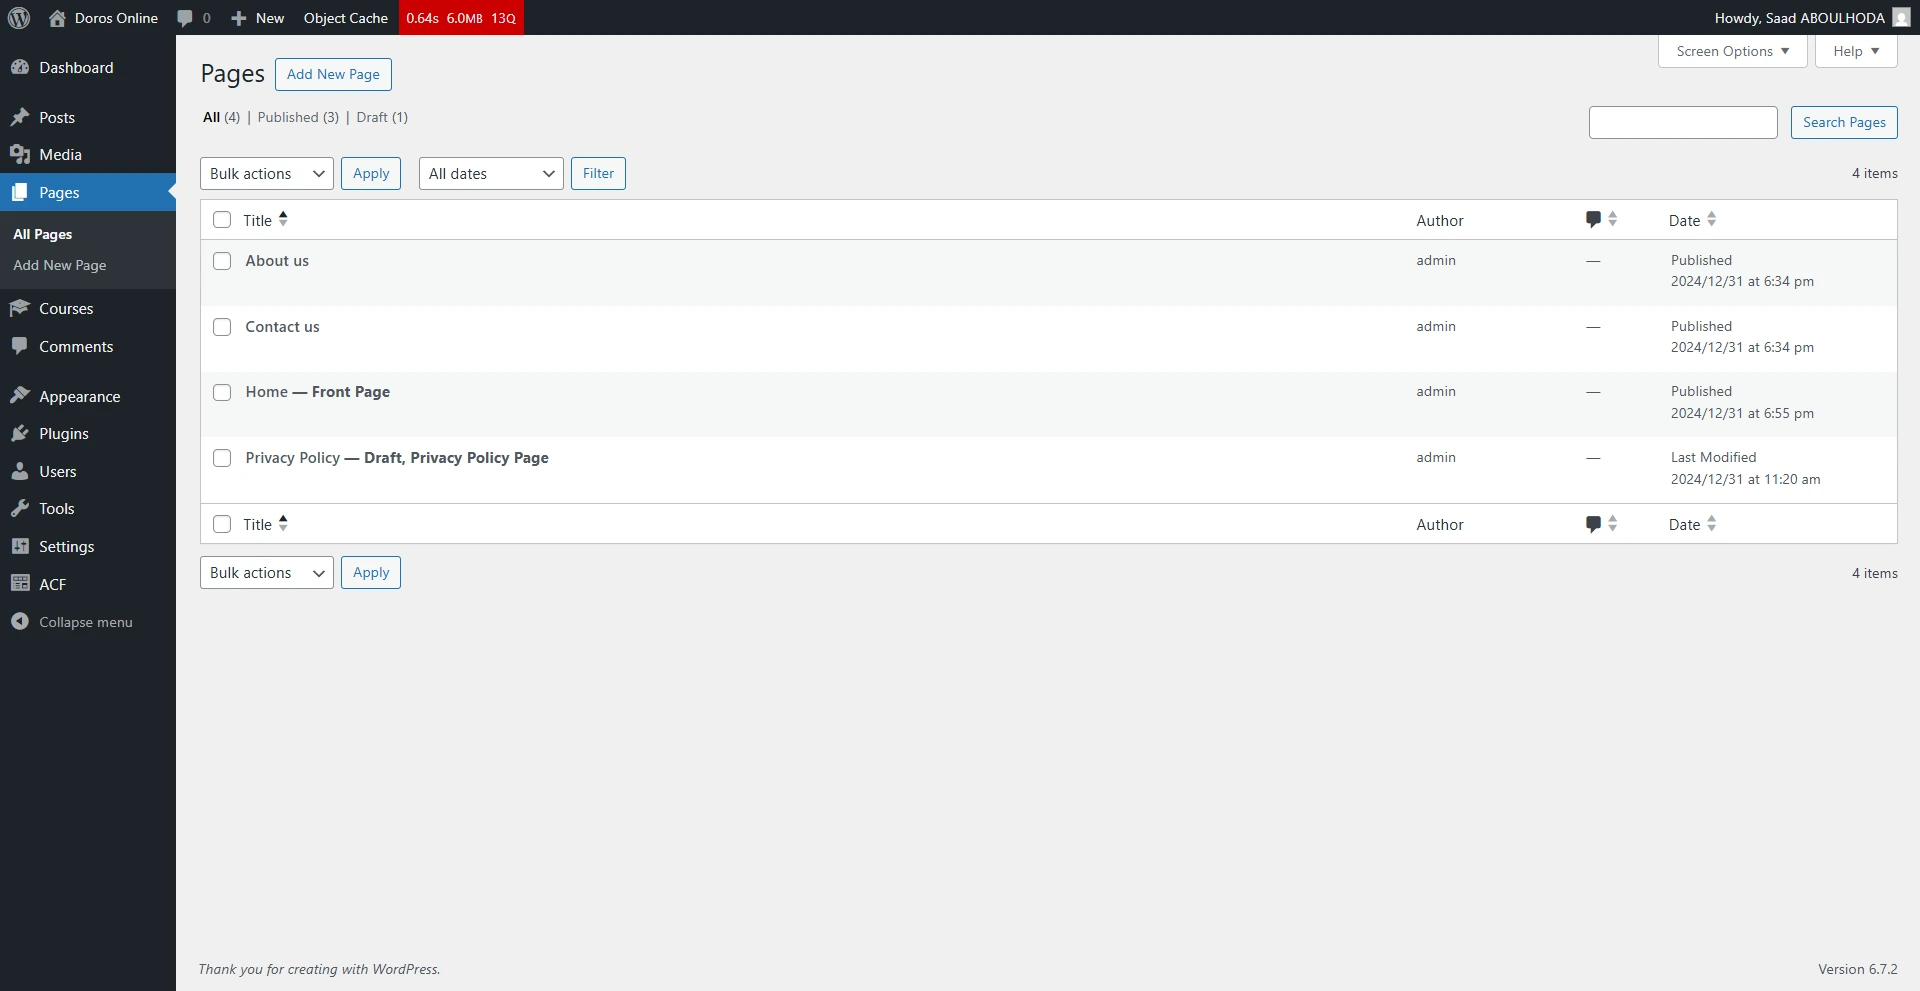 Doros Online 0 New Object Cache 0.64s 6.0MB 13Q Howdy, Saad ABOULHODA
Screen Options Help
Dashboard
Posts
Media
Pages
All Pages
Add New Page
Courses
Comments
Appearance
Plugins
Users
Tools
Settings
ACF
Collapse menu
Pages Add New Page
All (4) | Published (3) | Draft (1)
Search Pages
Bulk actions Apply All dates Filter 4 items
Title Author Date
About us admin — Published
2024/12/31 at 6:34 pm
Contact us admin — Published
2024/12/31 at 6:34 pm
Home — Front Page admin — Published
2024/12/31 at 6:55 pm
Privacy Policy — Draft, Privacy Policy Page admin — Last Modified
2024/12/31 at 11:20 am
Title Author Date
Bulk actions Apply 4 items
Thank you for creating with WordPress. Version 6.7.2